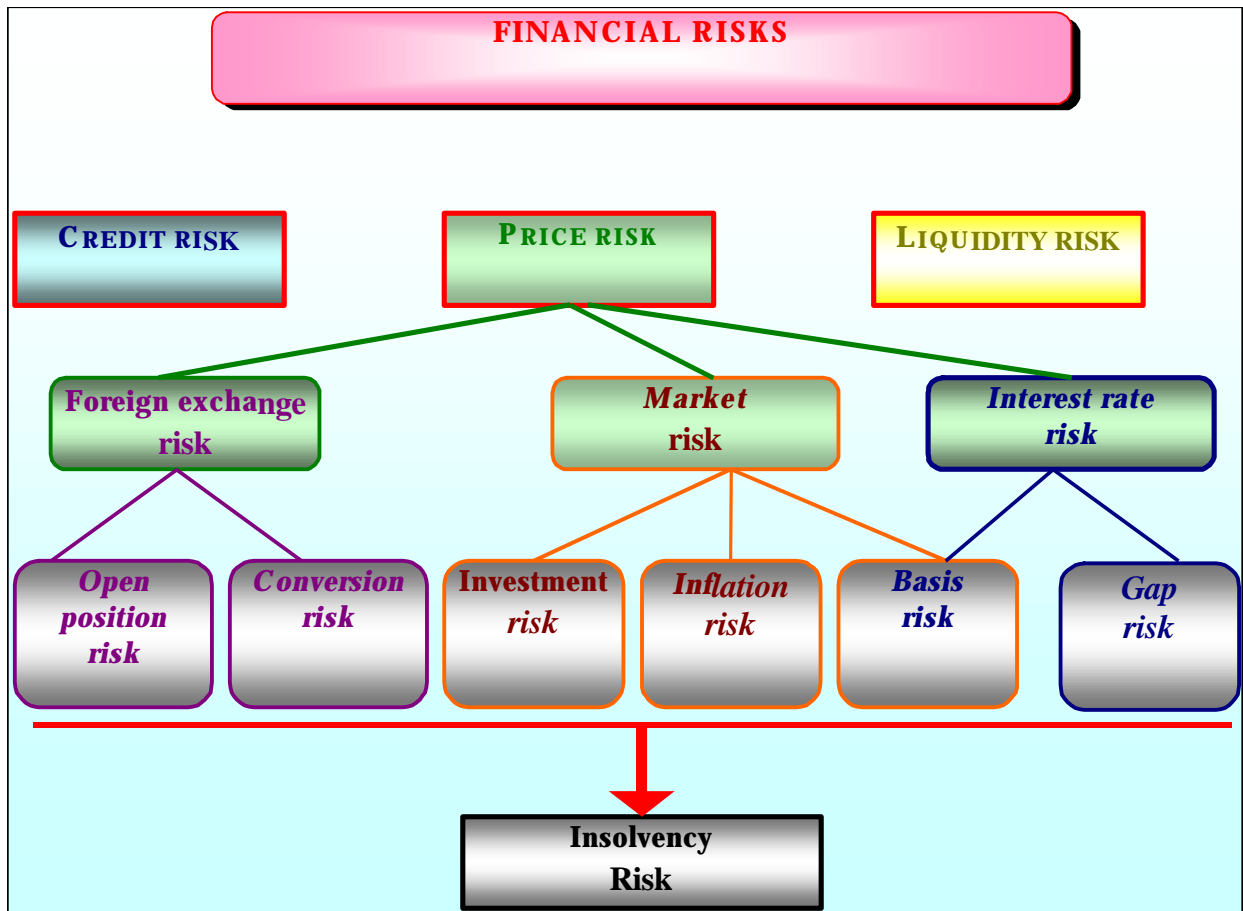 FINANCIAL RISKS
CREDIT RISK
PRICE RISK
LIQUIDITY RISK
Foreign exchange
risk
Market
risk
Interest rate
risk
Open
position
risk
Conversion
risk
Investment
risk
Inflation
risk
Basis
risk
Gap
risk
Insolvency
Risk